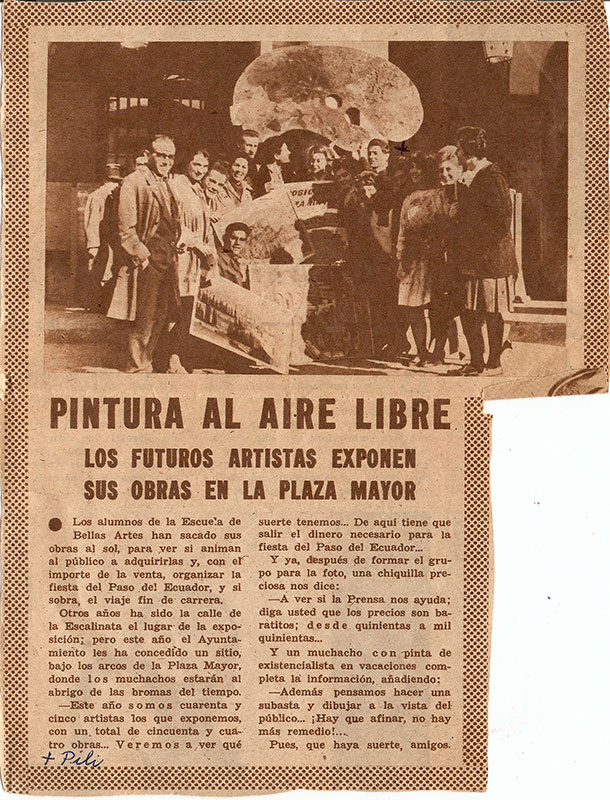 PINTURA AL AIRE LIBRE
LOS FUTUROS ARTISTAS EXPONEN
SUS OBRAS EN LA PLAZA MAYOR
● Los alumnos de la Escuela de
Bellas Artes han sacado sus
obras al sol, para ver si animan
al público a adquirirlas y, con el
importe de la venta, organizar la
fiesta del Paso del Ecuador, y si
sobra, el viaje fin de carrera.
Otros años ha sido la calle de
la Escalinata el lugar de la expo-
sición; pero este año el Ayunta-
miento les ha concedido un sitio,
bajo los arcos de la Plaza Mayor,
donde los muchachos estarán al
abrigo de las bromas del tiempo.
—Este año somos cuarenta y
cinco artistas los que exponemos,
con un total de cincuenta y cua-
tro obras... Veremos a ver qué
suerte tenemos... De aquí tiene que
salir el dinero necesario para la
fiesta del Paso del Ecuador...
Y ya, después de formar el gru-
po para la foto, una chiquilla pre-
ciosa nos dice:
—A ver si la Prensa nos ayuda;
diga usted que los precios son ba-
ratitos; desde quinientas a mil
quinientas...
Y un muchacho con pinta de
existencialista en vacaciones com-
pleta la información, añadiendo:
—Además pensamos hacer una
subasta y dibujar a la vista del
público... ¡Hay que afinar, no hay
más remedio!...
Pues, que haya suerte, amigos.
+ Pili